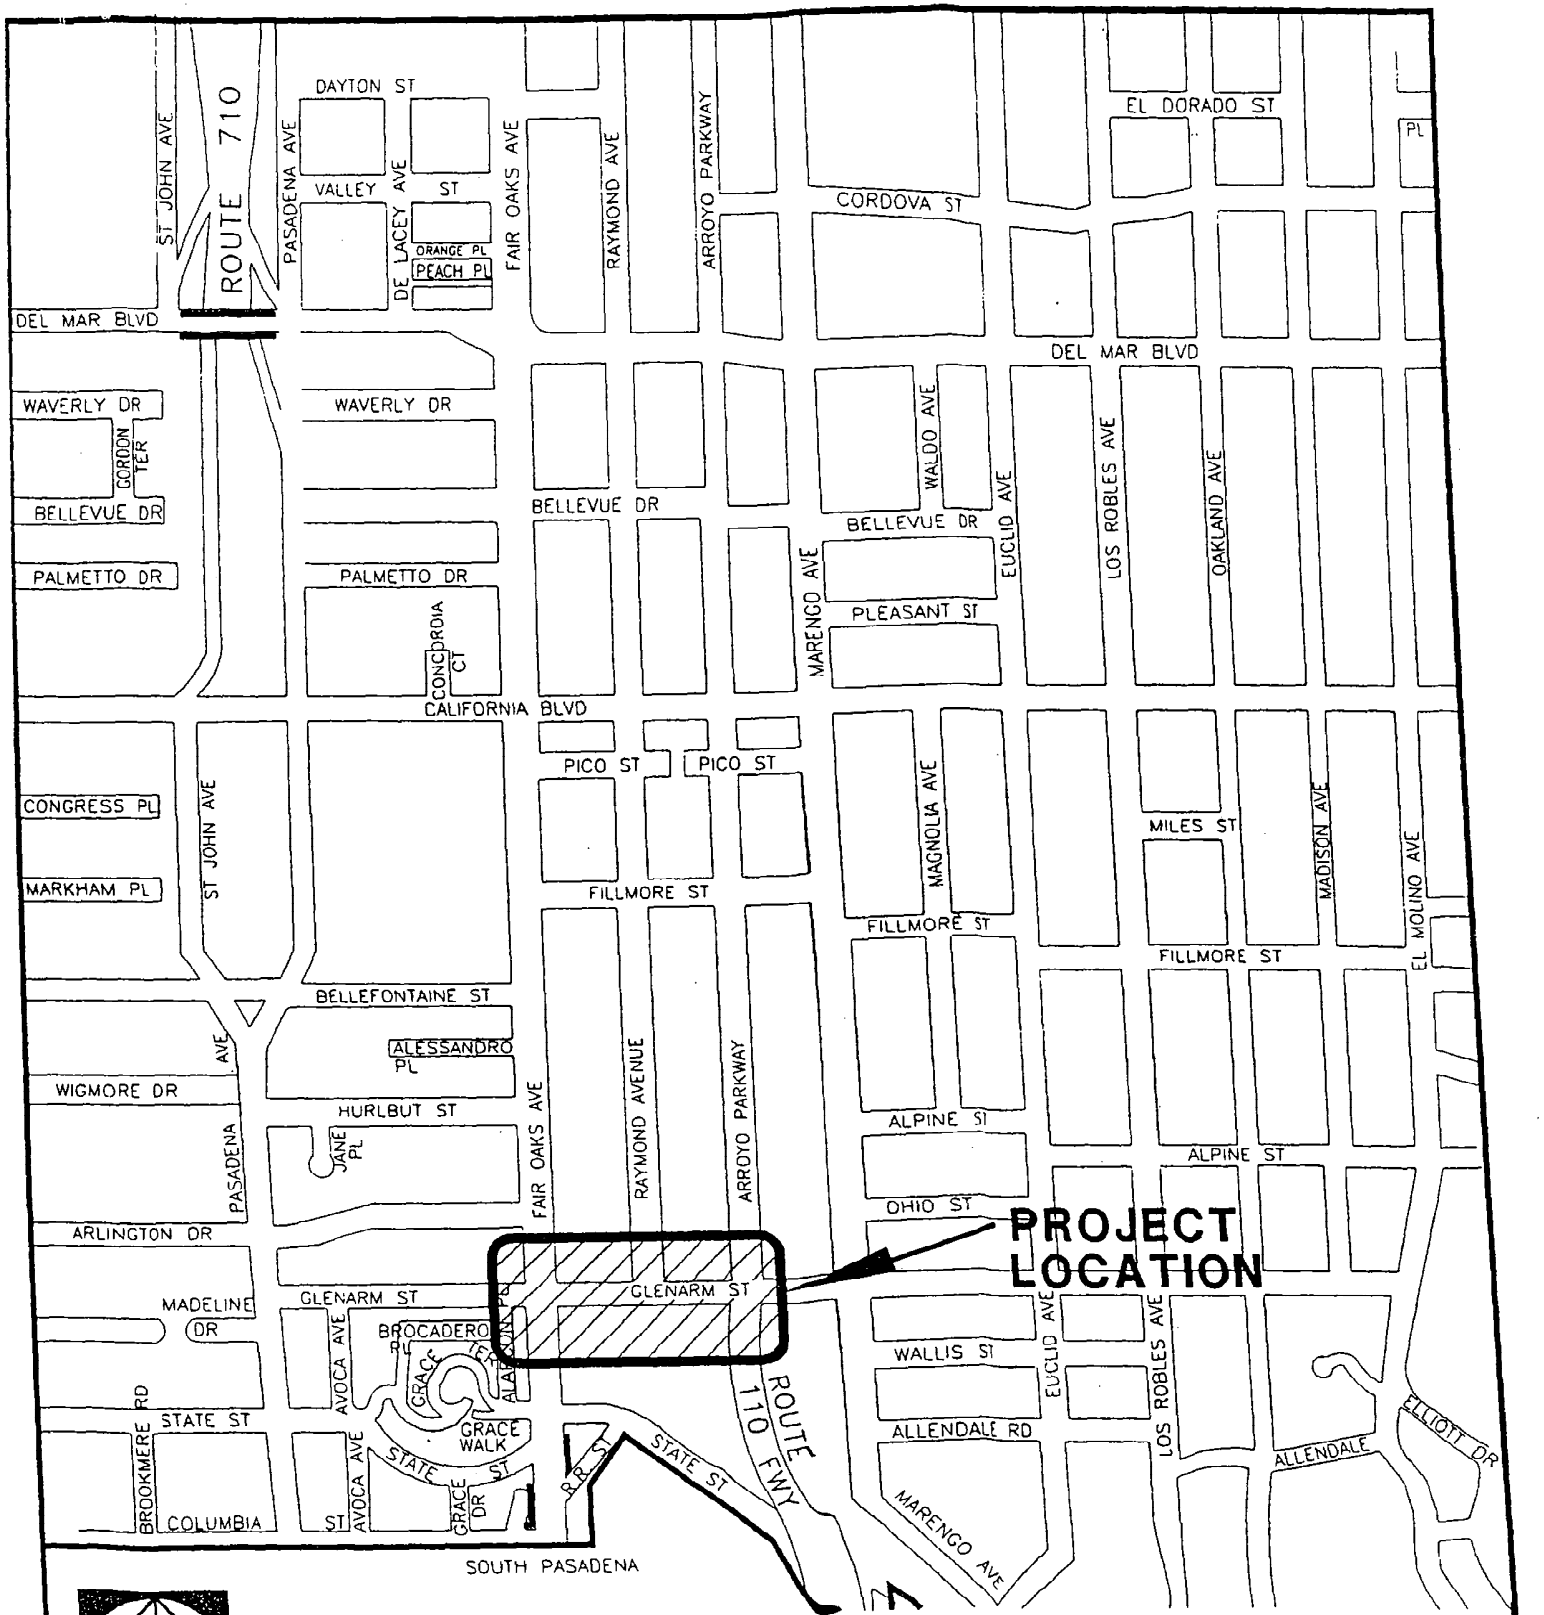 DAYTON ST
EL DORADO ST
PL
ST JOHN AVE
ROUTE 710
PASADENA AVE
VALLEY ST
DE LACEY AVE
FAIR OAKS AVE
RAYMOND AVE
ARROYO PARKWAY
CORDOVA ST
ORANGE PL
PEACH PL
DEL MAR BLVD
DEL MAR BLVD
WAVERLY DR
WAVERLY DR
GORDON TER
WALDO AVE
EUCLID AVE
LOS ROBLES AVE
OAKLAND AVE
BELLEVUE DR
BELLEVUE DR
BELLEVUE DR
PALMETTO DR
PALMETTO DR
MARENGO AVE
PLEASANT ST
CONCORDIA CT
CALIFORNIA BLVD
PICO ST
PICO ST
CONGRESS PL
ST JOHN AVE
MAGNOLIA AVE
MILES ST
MADISON AVE
EL MOLINO AVE
MARKHAM PL
FILLMORE ST
FILLMORE ST
FILLMORE ST
BELLEFONTAINE ST
ALESSANDRO
PL
WIGMORE DR
PASADENA AVE
HURLBUT ST
JANE PL
FAIR OAKS AVE
RAYMOND AVENUE
ARROYO PARKWAY
ALPINE ST
ALPINE ST
OHIO ST
ARLINGTON DR
PROJECT
LOCATION
GLENARM ST
GLENARM ST
MADELINE
DR
AVOCA AVE
BROCADERO
PL
GRACE TER
ALARCON PL
WALLIS ST
EUCLID AVE
LOS ROBLES AVE
BROOKMERE RD
STATE ST
GRACE
WALK
STATE ST
R.R. ST
STATE ST
ROUTE
110 FWY
ALLENDALE RD
ALLENDALE
ELLIOTT DR
AVOCA AVE
GRACE DR
COLUMBIA ST
MARENGO AVE
SOUTH PASADENA